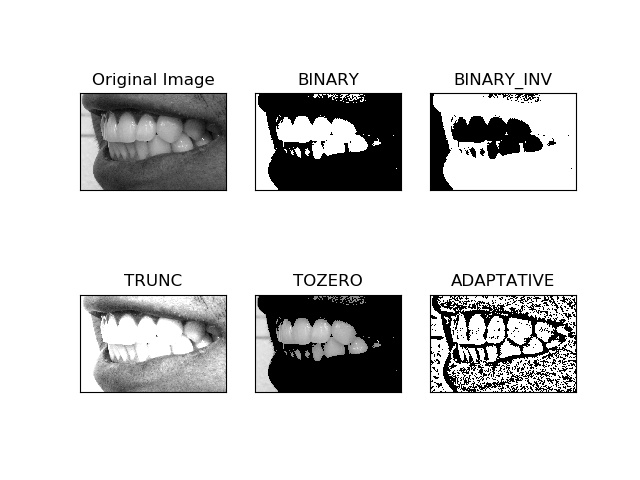 Original Image
BINARY
BINARY_INV
TRUNC
TOZERO
ADAPTATIVE